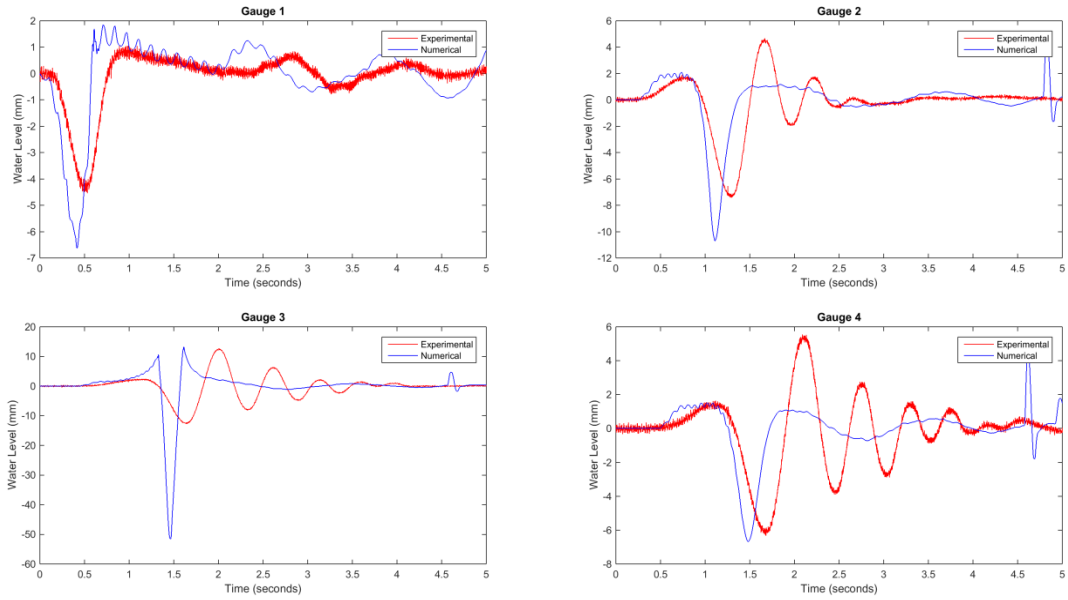 Gauge 1
2
1
0
-1
-2
-3
-4
-5
-6
-7
Water Level (mm)
0 0.5 1 1.5 2 2.5 3 3.5 4 4.5 5
Time (seconds)
Experimental
Numerical
Gauge 2
6
4
2
0
-2
-4
-6
-8
-10
-12
Water Level (mm)
0 0.5 1 1.5 2 2.5 3 3.5 4 4.5 5
Time (seconds)
Experimental
Numerical
Gauge 3
20
10
0
-10
-20
-30
-40
-50
-60
Water Level (mm)
0 0.5 1 1.5 2 2.5 3 3.5 4 4.5 5
Time (seconds)
Experimental
Numerical
Gauge 4
6
4
2
0
-2
-4
-6
-8
Water Level (mm)
0 0.5 1 1.5 2 2.5 3 3.5 4 4.5 5
Time (seconds)
Experimental
Numerical